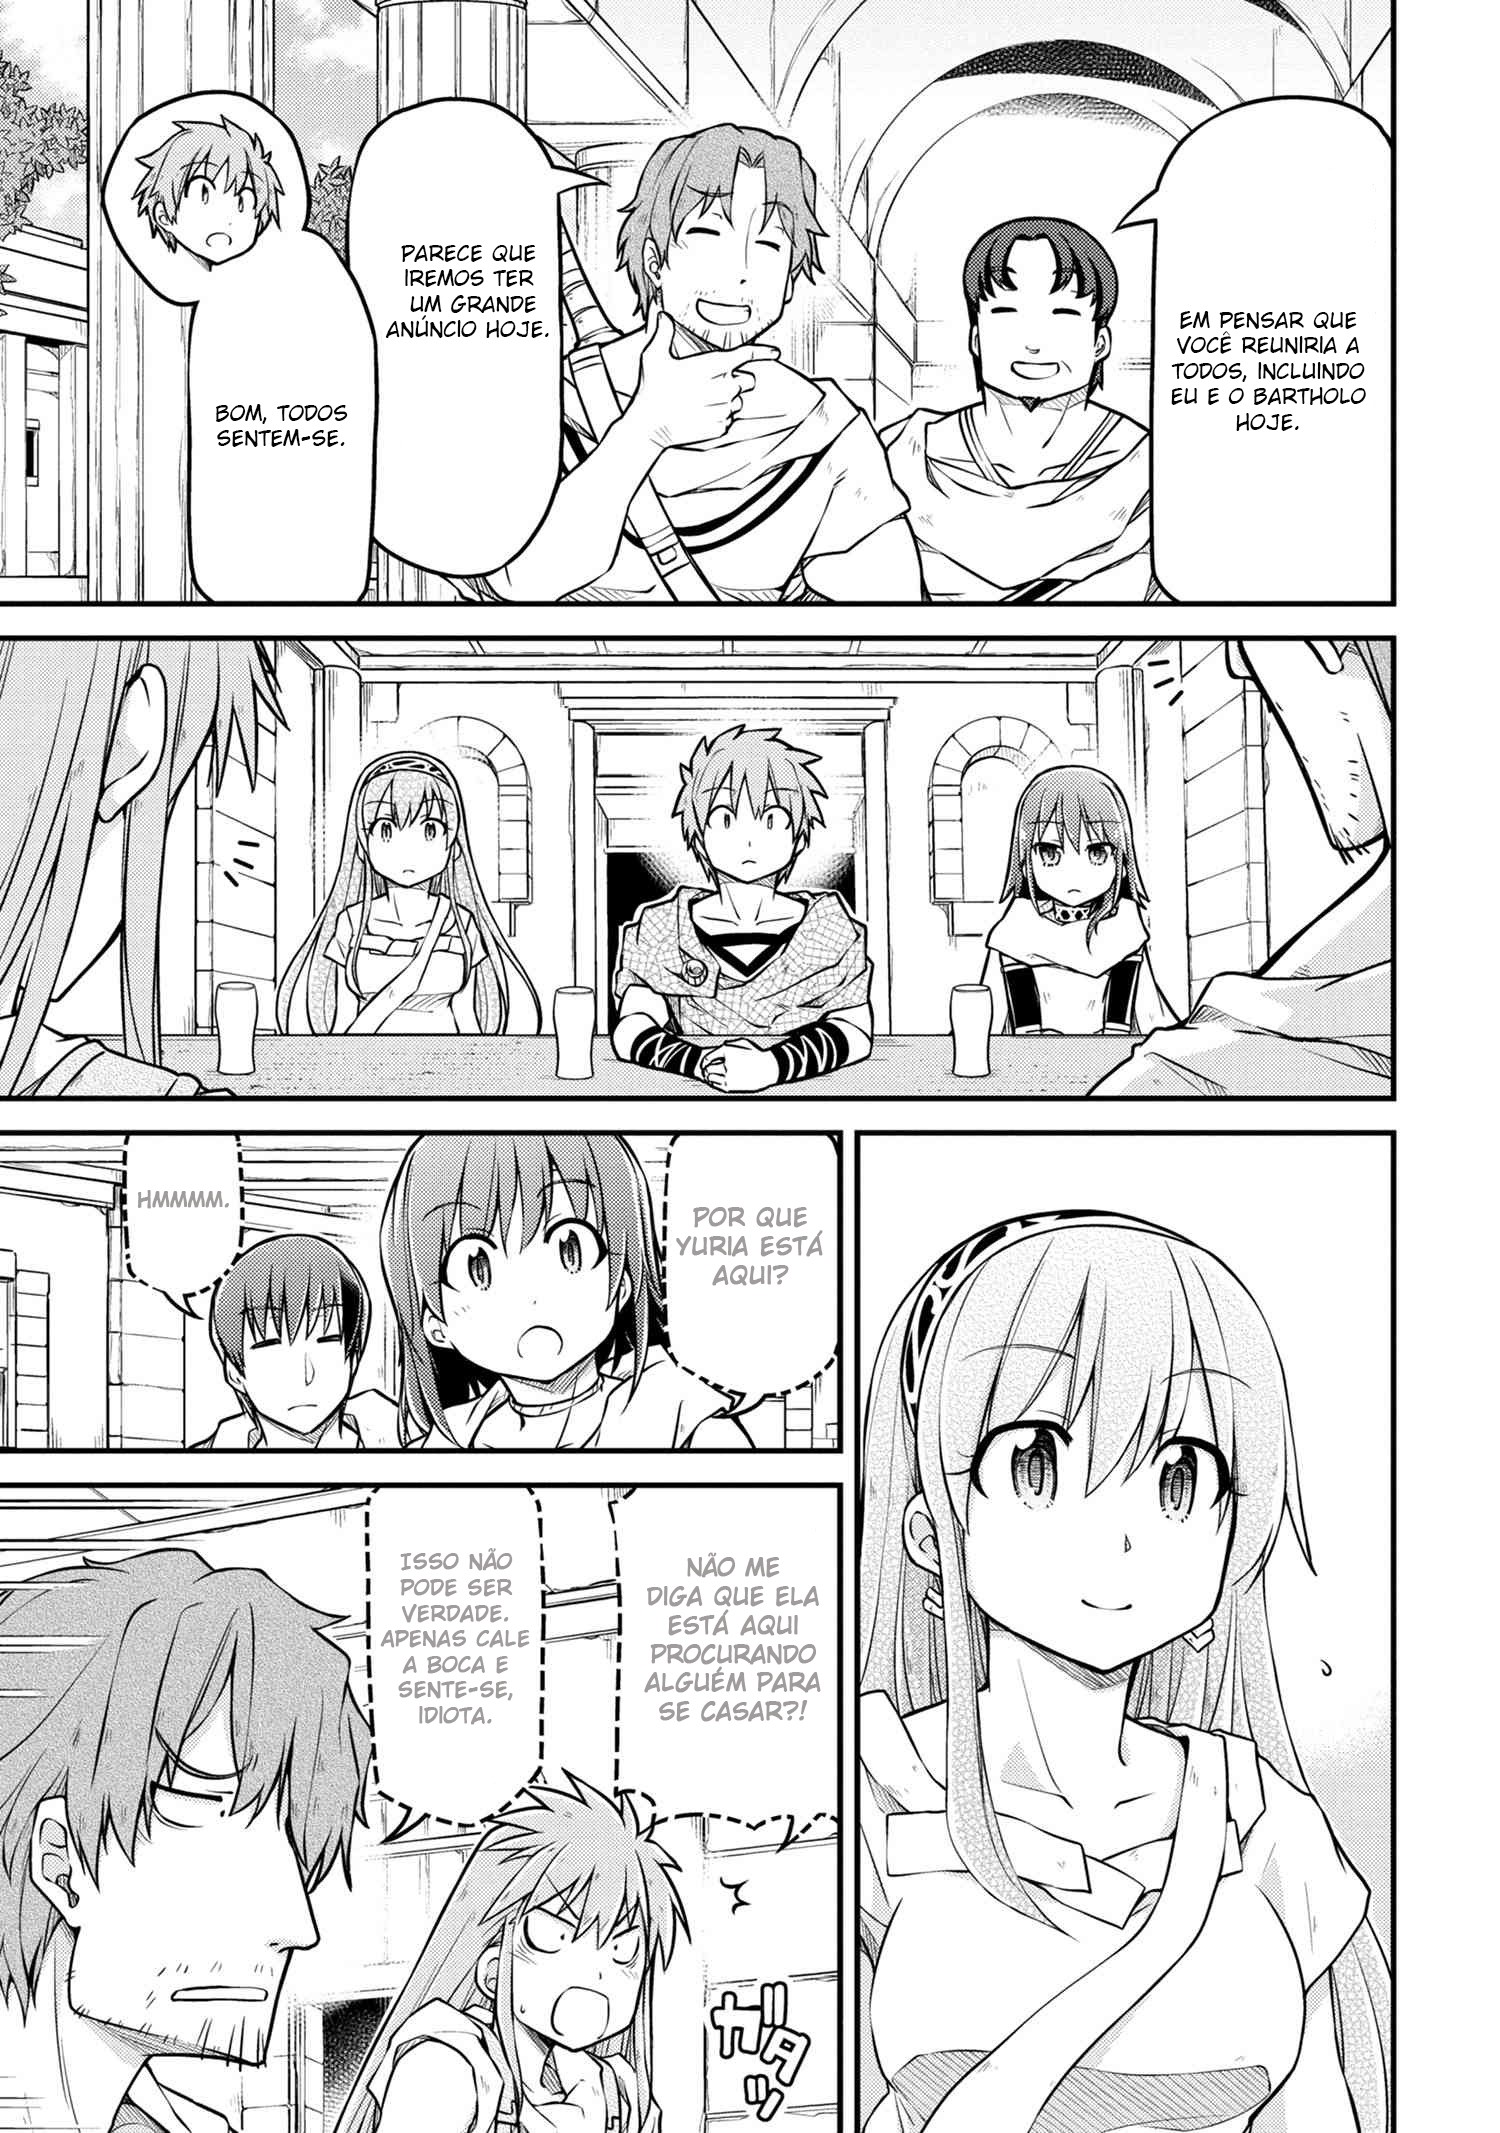 EM PENSAR QUE
VOCÊ REUNIRIA A
TODOS, INCLUINDO
EU E O BARTHOLO
HOJE.
PARECE QUE
IREMOS TER
UM GRANDE
ANÚNCIO HOJE.
BOM, TODOS
SENTEM-SE.
POR QUE
YURIA ESTÁ
AQUI?
HMMMM.
NÃO ME
DIGA QUE ELA
ESTÁ AQUI
PROCURANDO
ALGUÉM PARA
SE CASAR?!
ISSO NÃO
PODE SER
VERDADE.
APENAS CALE
A BOCA E
SENTE-SE,
IDIOTA.
ガタッ